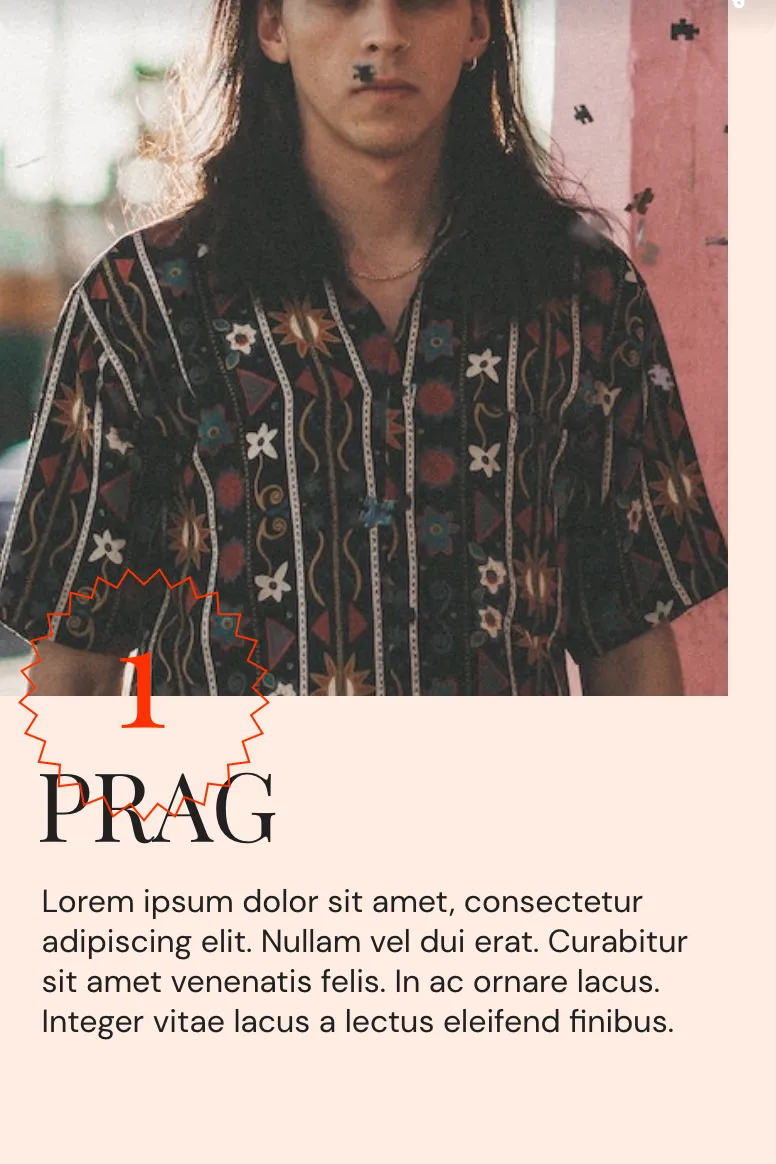 1
PRAG
Lorem ipsum dolor sit amet, consectetur
adipiscing elit. Nullam vel dui erat. Curabitur
sit amet venenatis felis. In ac ornare lacus.
Integer vitae lacus a lectus eleifend finibus.